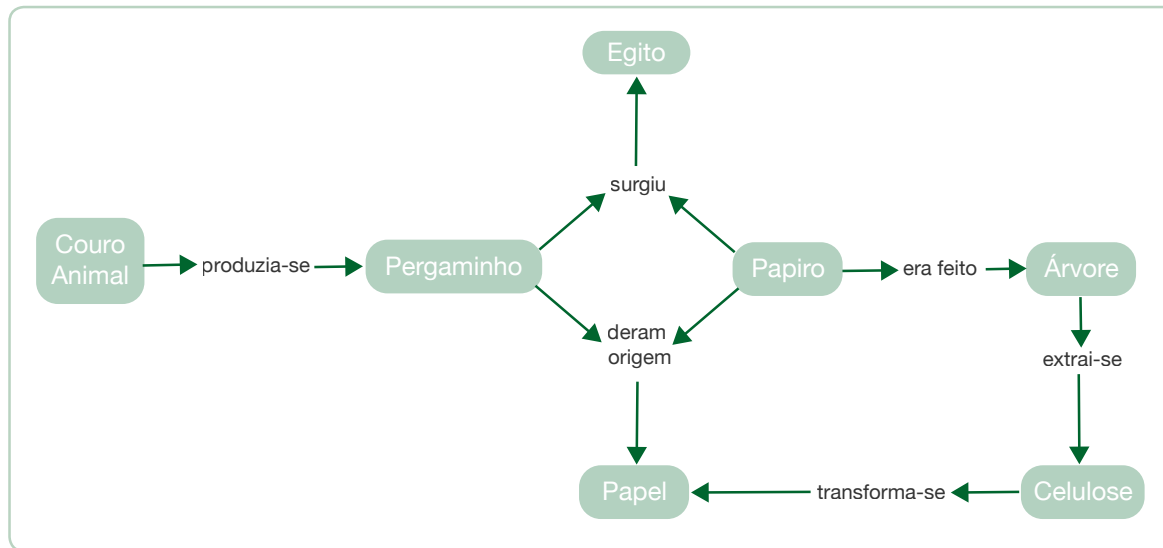 Egito
surgiu
Couro
Animal
produzia-se
Pergaminho
Papiro
era feito
Árvore
deram
origem
extrai-se
Papel
transforma-se
Celulose